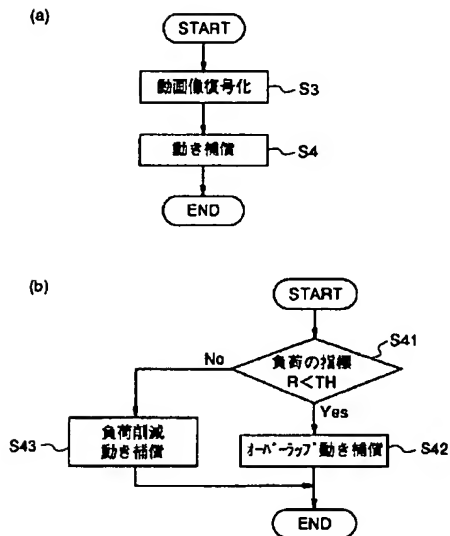 (a)
START
動画像復号化
S3
動き補償
S4
END
(b)
START
S41
負荷の指標
R<TH
No
Yes
S43
負荷削減
動き補償
オーバーラップ動き補償
S42
END